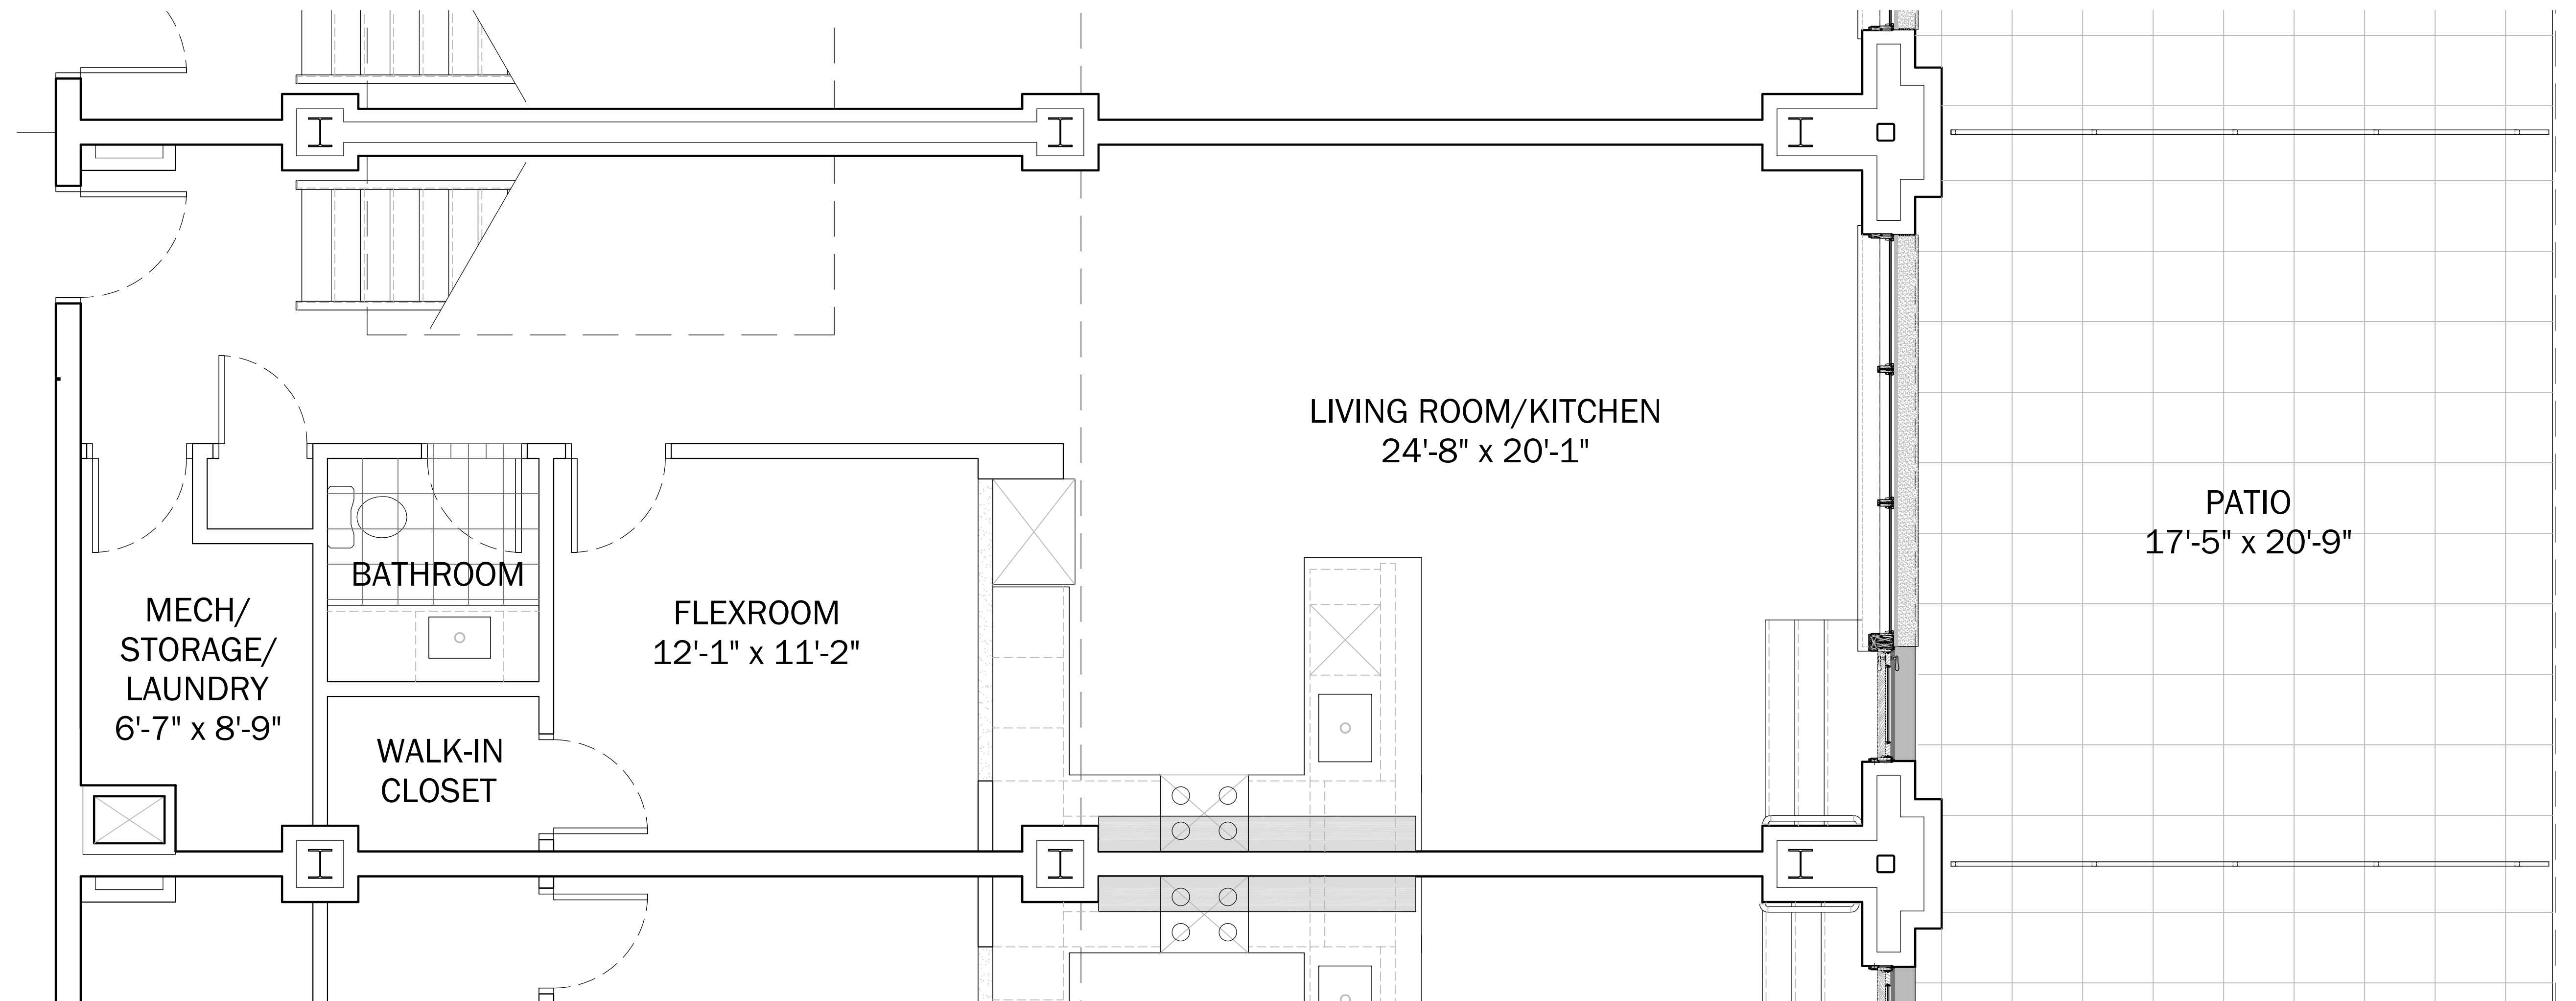 LIVING ROOM/KITCHEN
24'-8" x 20'-1"
PATIO
17'-5" x 20'-9"
BATHROOM
MECH/
STORAGE/
LAUNDRY
6'-7" x 8'-9"
FLEXROOM
12'-1" x 11'-2"
WALK-IN
CLOSET